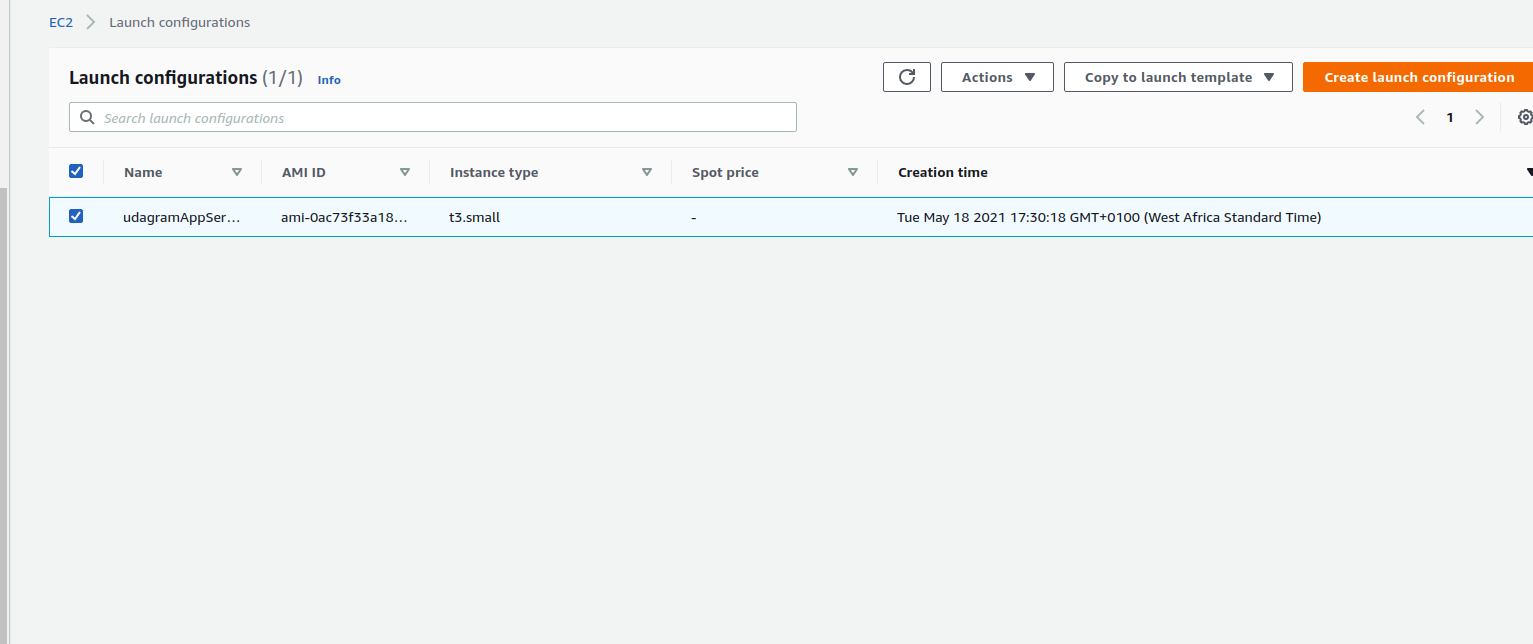 EC2 Launch configurations
Launch configurations (1/1) Info
Actions Copy to launch template Create launch configuration
Search launch configurations
1
Name AMI ID Instance type Spot price Creation time
udagramAppSer... ami-0ac73f33a18... t3.small - Tue May 18 2021 17:30:18 GMT+0100 (West Africa Standard Time)